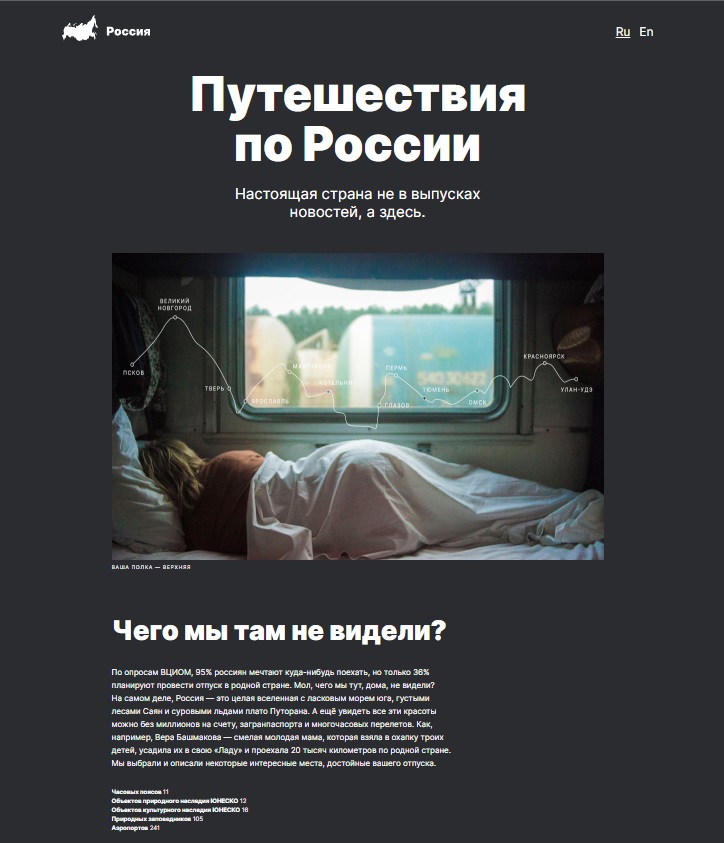 Россия
Ru En
Путешествия
по России
Настоящая страна не в выпусках
новостей, а здесь.
ВЕЛИКИЙ
НОВГОРОД
ПСКОВ
ТВЕРЬ
ЯРОСЛАВЛЬ
КОТЕЛЬНИЧ
ГЛАЗОВ
ПЕРМЬ
ТЮМЕНЬ
ОМСК
КРАСНОЯРСК
УЛАН-УДЭ
ВАША ПОЛКА — ВЕРХНЯЯ
Чего мы там не видели?
По опросам ВЦИОМ, 95% россиян мечтают куда-нибудь поехать, но только 36%
планируют провести отпуск в родной стране. Мол, чего мы тут, дома, не видели?
На самом деле, Россия — это целая вселенная с ласковым морем юга, густыми
лесами Саян и суровыми льдами плато Путорана. А ещё увидеть все эти красоты
можно без миллионов на счету, загранпаспорта и многочасовых перелетов. Как,
например, Вера Башмакова — смелая молодая мама, которая взяла в охапку троих
детей, усадила их в свою «Ладу» и проехала 20 тысяч километров по родной стране.
Мы выбрали и описали некоторые интересные места, достойные вашего отпуска.
Часовых поясов 11
Объектов природного наследия ЮНЕСКО 12
Объектов культурного наследия ЮНЕСКО 16
Природных заповедников 105
Аэропортов 241